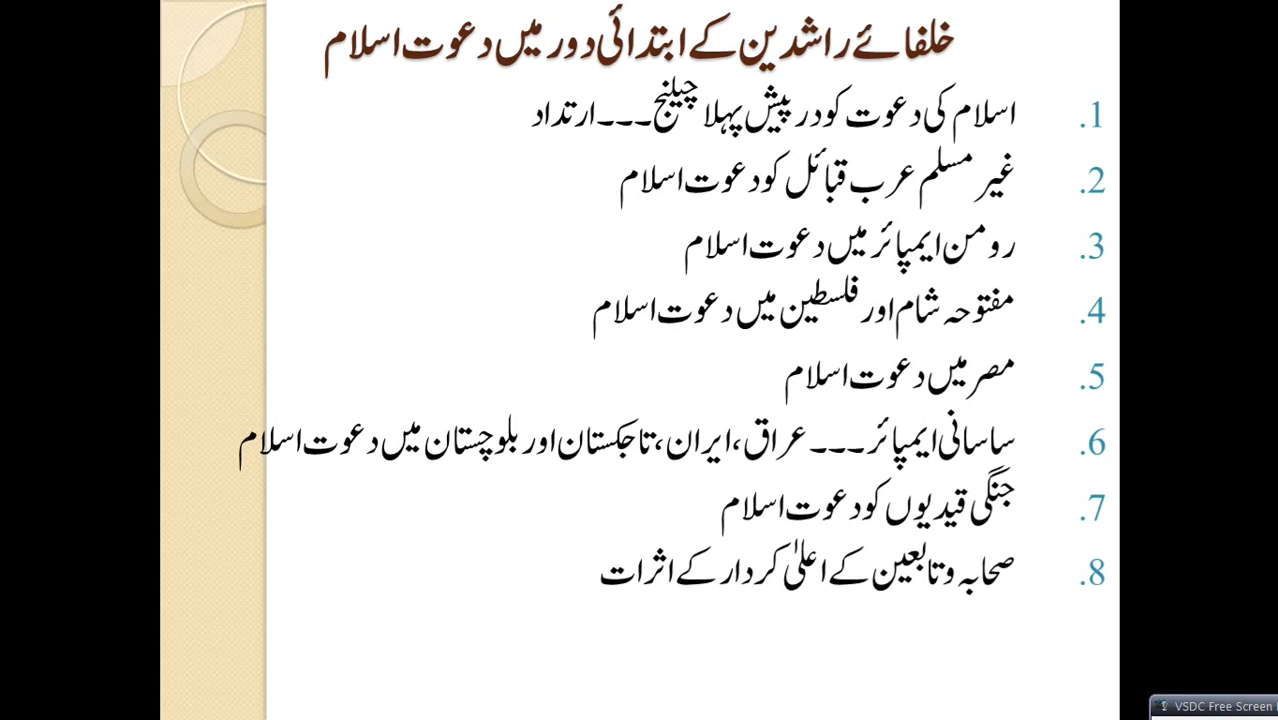 خلفائے راشدین کے ابتدائی دور میں دعوت اسلام
1. اسلام کی دعوت کو درپیش پہلا چیلنج۔۔۔ارتداد
2. غیر مسلم عرب قبائل کو دعوت اسلام
3. رومن ایمپائر میں دعوت اسلام
4. مفتوحہ شام اور فلسطین میں دعوت اسلام
5. مصر میں دعوت اسلام
6. ساسانی ایمپائر۔۔۔ عراق، ایران، تاجکستان اور بلوچستان میں دعوت اسلام
7. جنگی قیدیوں کو دعوت اسلام
8. صحابہ و تابعین کے اعلیٰ کردار کے اثرات
VSDC Free Screen